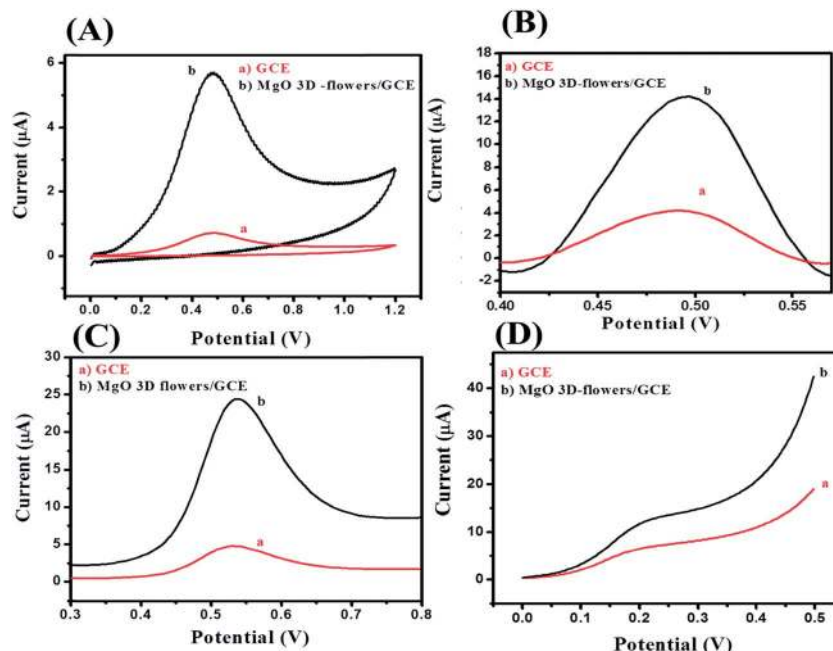 (A)
b
a) GCE
b) MgO 3D -flowers/GCE
a
Current (µA)
6
4
2
0
0.0 0.2 0.4 0.6 0.8 1.0 1.2
Potential (V)
(B)
a) GCE
b) MgO 3D-flowers/GCE
b
a
Current (µA)
18
16
14
12
10
8
6
4
2
0
-2
0.40 0.45 0.50 0.55
Potential (V)
(C)
a) GCE
b) MgO 3D flowers/GCE
b
a
Current (µA)
30
25
20
15
10
5
0
0.3 0.4 0.5 0.6 0.7 0.8
Potential (V)
(D)
a) GCE
b) MgO 3D-flowers/GCE
b
a
Current (µA)
40
30
20
10
0
0.0 0.1 0.2 0.3 0.4 0.5
Potential (V)